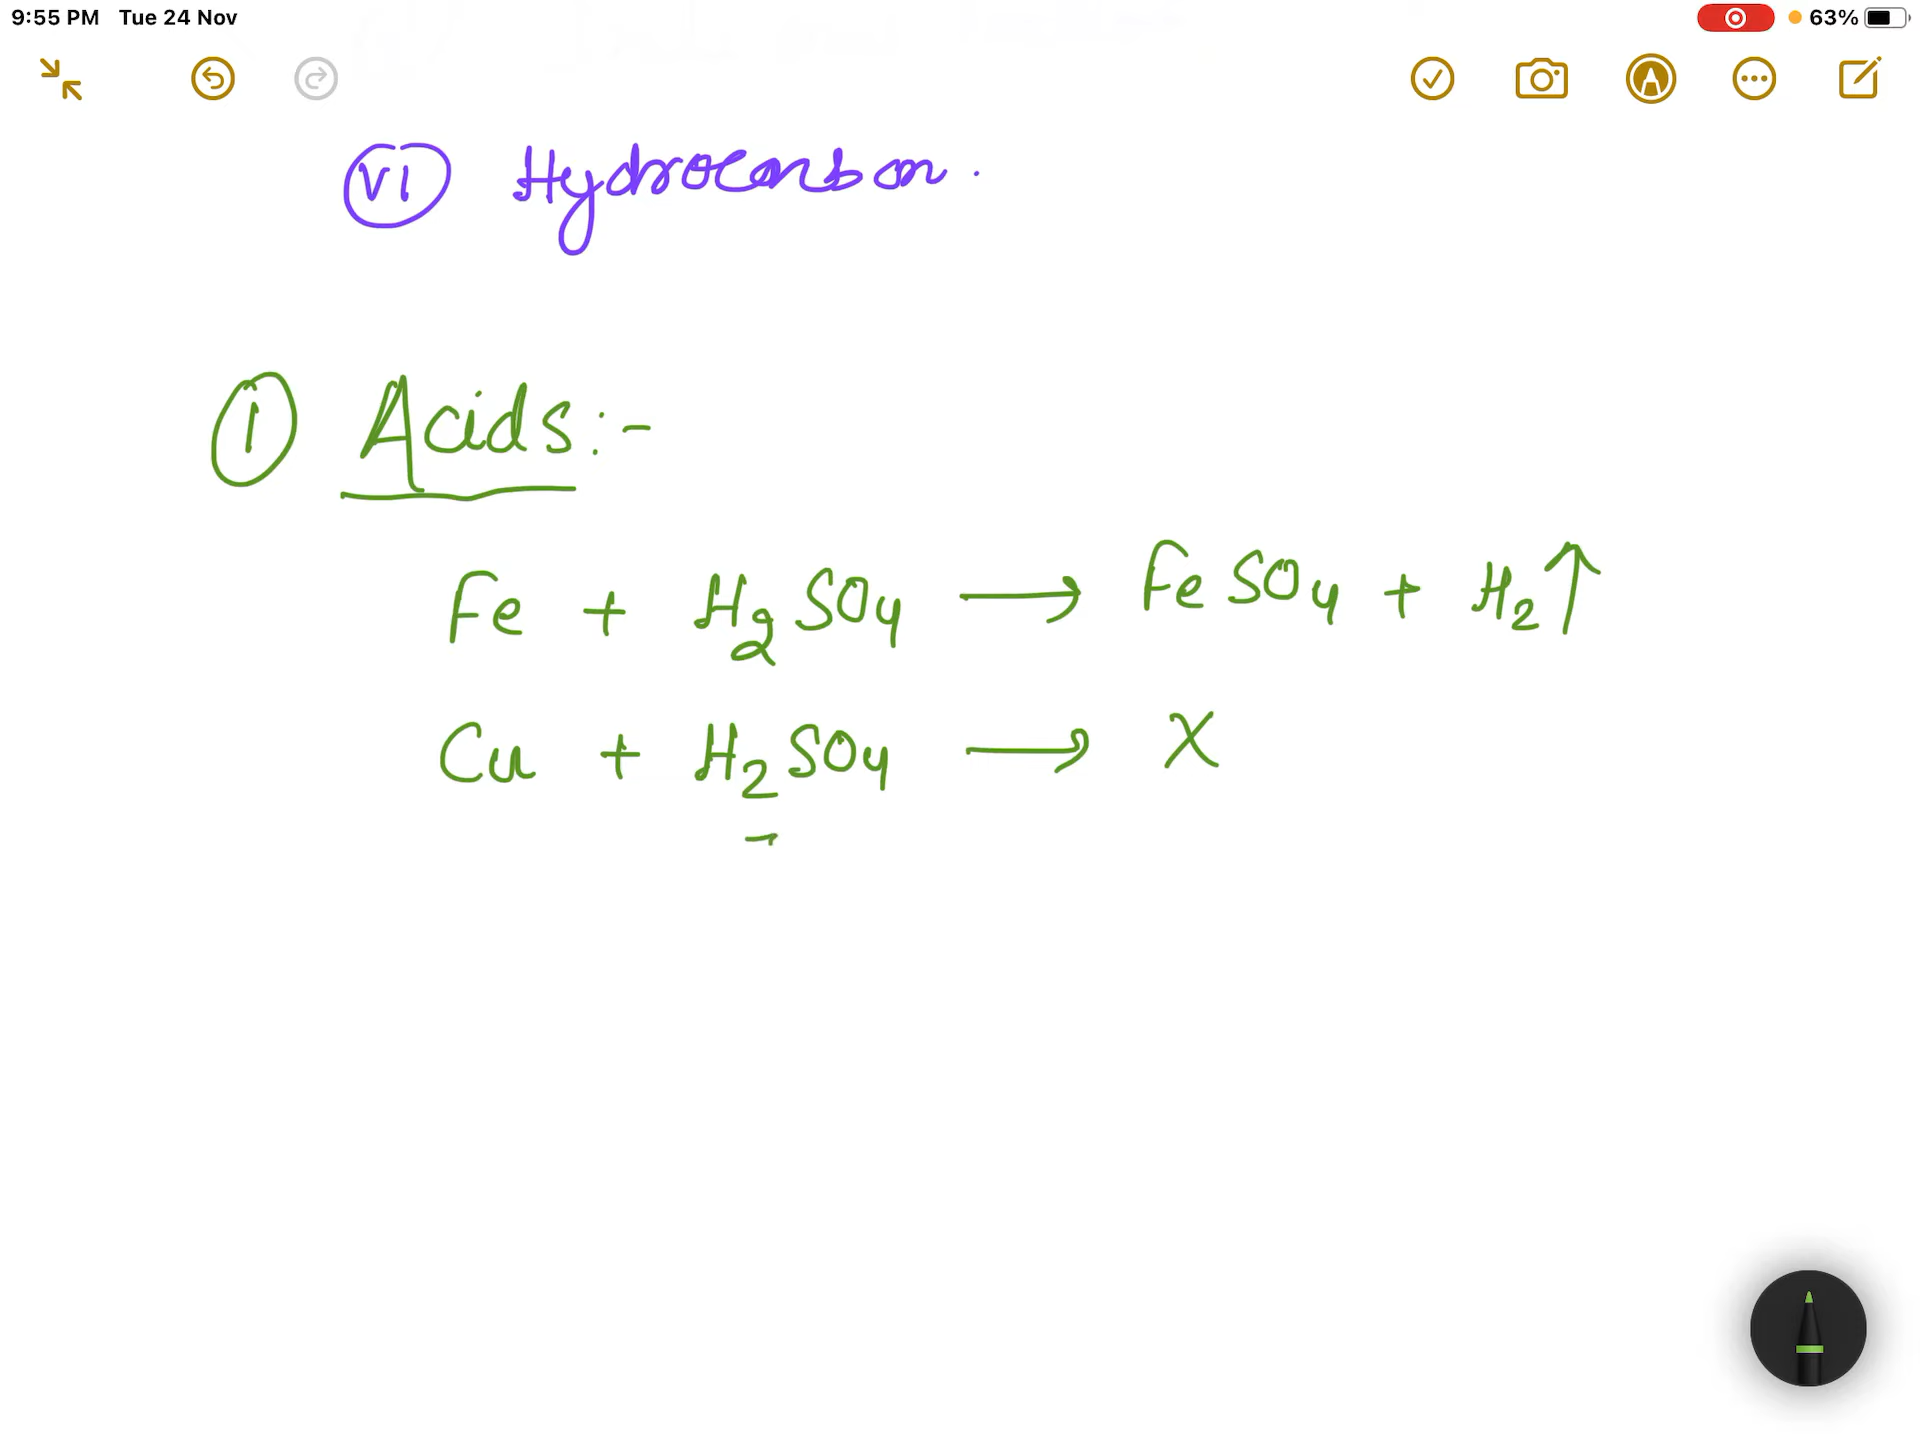 9:55 PM Tue 24 Nov 63%
VI Hydrocarbon.
I Acids:-
Fe + H2SO4 → FeSO4 + H2↑
Cu + H2SO4 → X